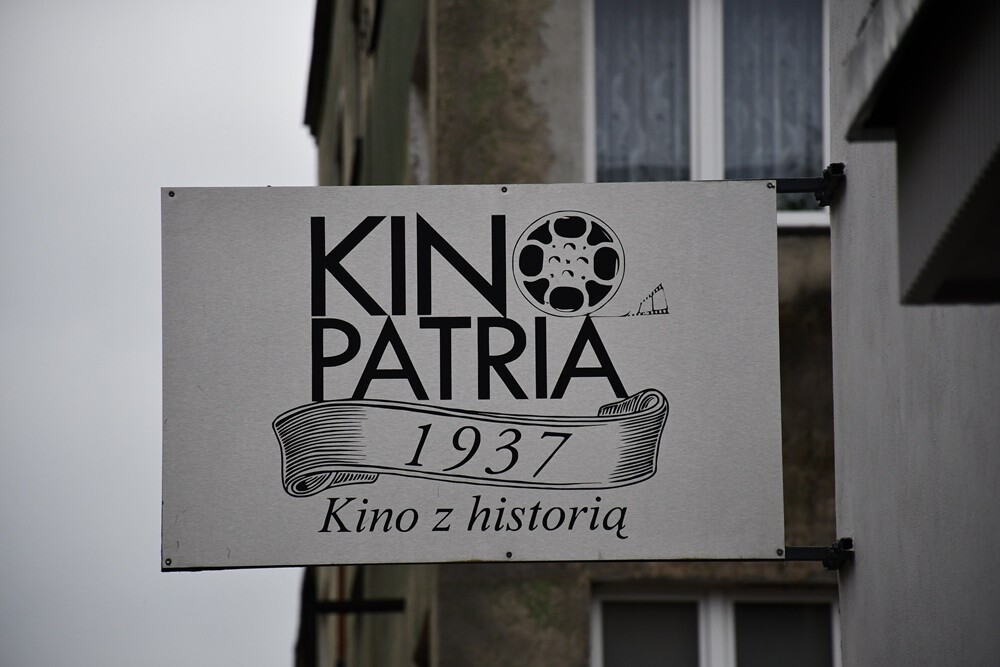 KINO
PATRIA
1937
Kino z historią